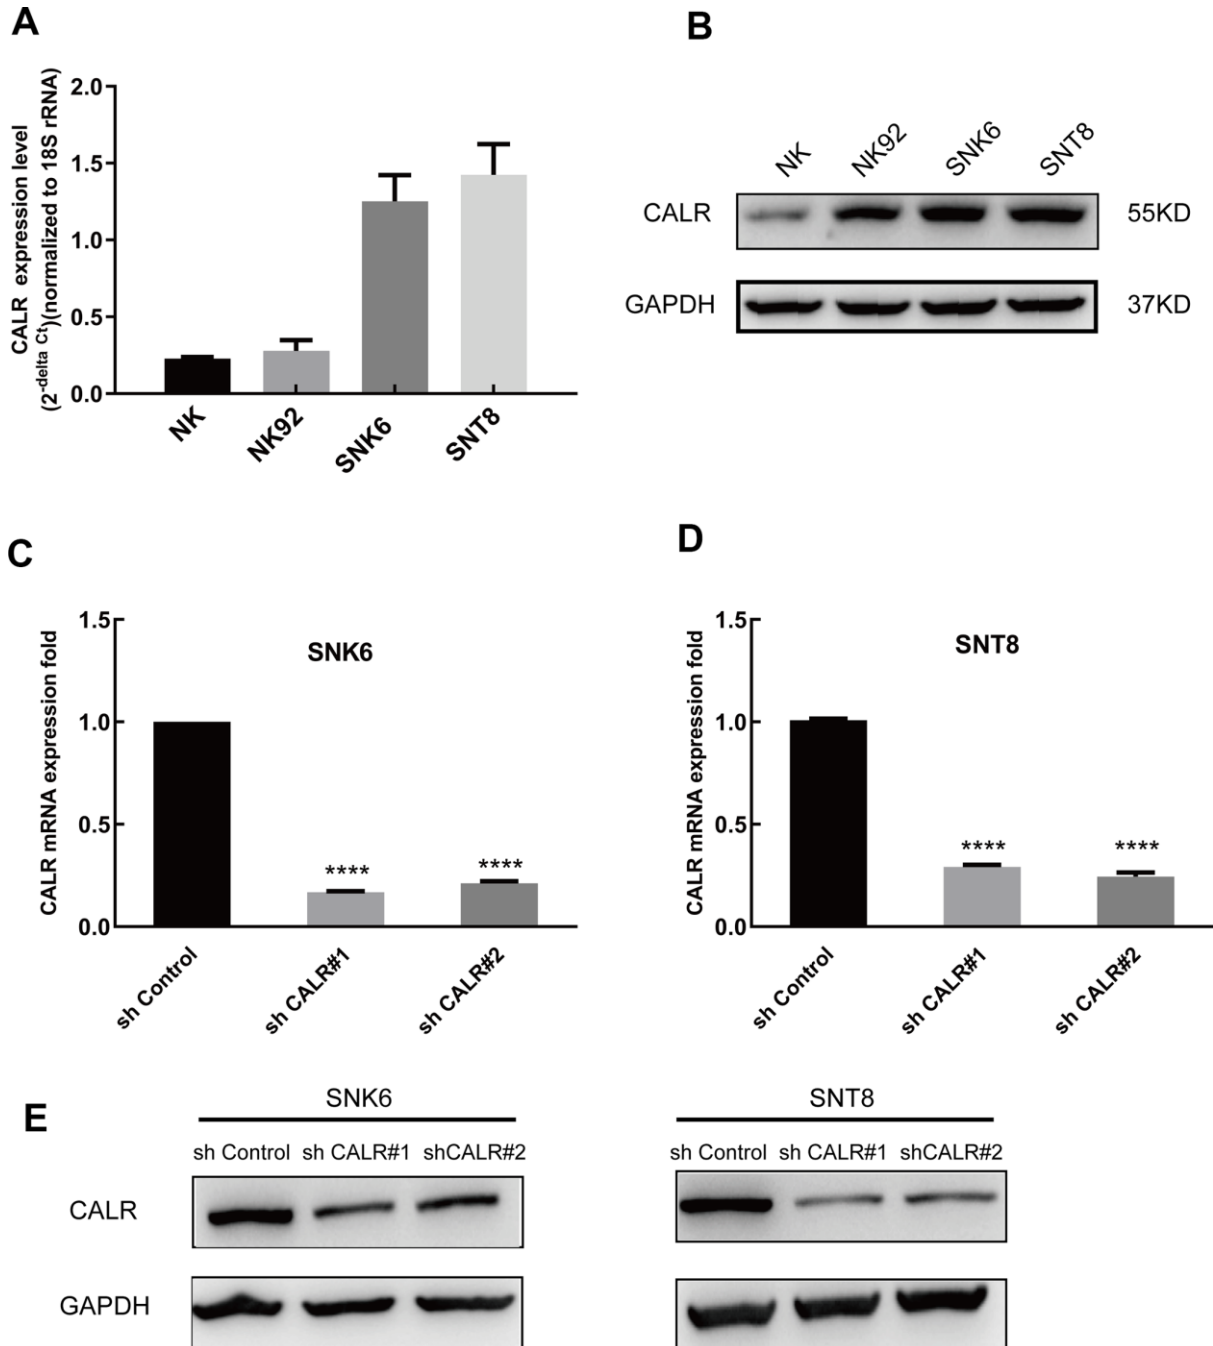 A
CALR expression level
(2^-delta Ct)(normalized to 18S rRNA)
2.0
1.5
1.0
0.5
0.0
NK
NK92
SNK6
SNT8
B
NK
NK92
SNK6
SNT8
CALR
55KD
GAPDH
37KD
C
CALR mRNA expression fold
1.5
1.0
0.5
0.0
SNK6
****
****
sh Control
sh CALR#1
sh CALR#2
D
CALR mRNA expression fold
1.5
1.0
0.5
0.0
SNT8
****
****
sh Control
sh CALR#1
sh CALR#2
E
SNK6
sh Control sh CALR#1 shCALR#2
SNT8
sh Control sh CALR#1 shCALR#2
CALR
GAPDH